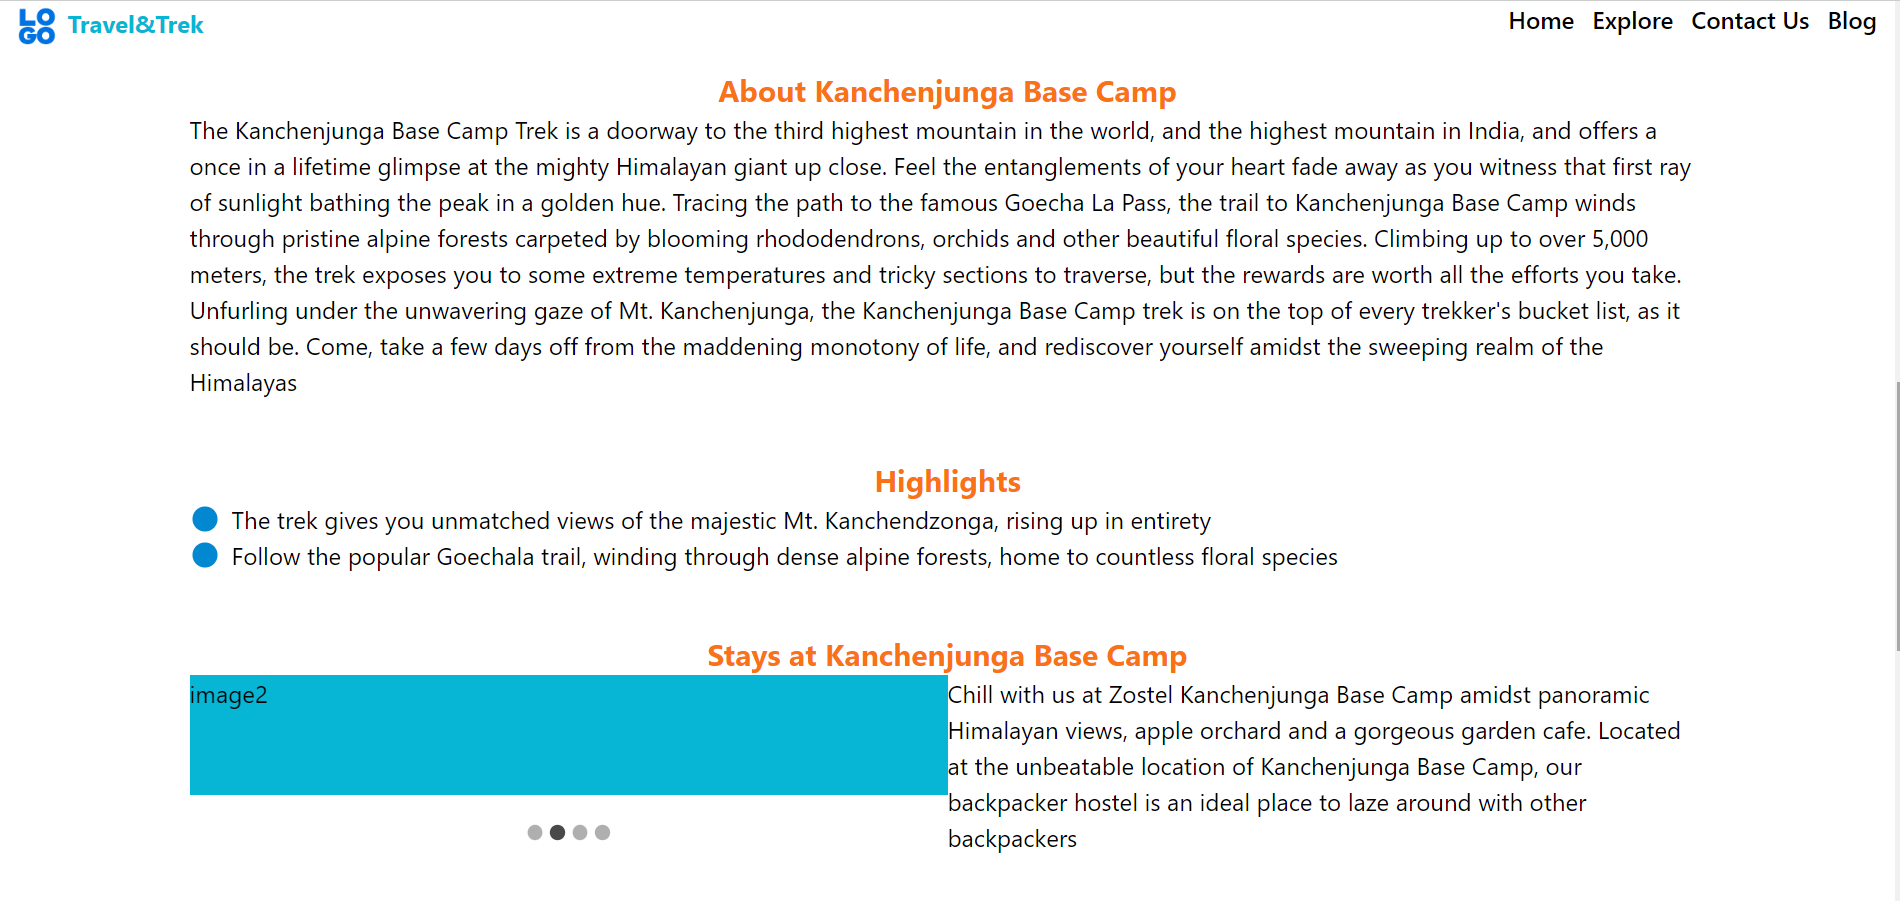 LO
GO
Travel&Trek
Home Explore Contact Us Blog
About Kanchenjunga Base Camp
The Kanchenjunga Base Camp Trek is a doorway to the third highest mountain in the world, and the highest mountain in India, and offers a
once in a lifetime glimpse at the mighty Himalayan giant up close. Feel the entanglements of your heart fade away as you witness that first ray
of sunlight bathing the peak in a golden hue. Tracing the path to the famous Goecha La Pass, the trail to Kanchenjunga Base Camp winds
through pristine alpine forests carpeted by blooming rhododendrons, orchids and other beautiful floral species. Climbing up to over 5,000
meters, the trek exposes you to some extreme temperatures and tricky sections to traverse, but the rewards are worth all the efforts you take.
Unfurling under the unwavering gaze of Mt. Kanchenjunga, the Kanchenjunga Base Camp trek is on the top of every trekker's bucket list, as it
should be. Come, take a few days off from the maddening monotony of life, and rediscover yourself amidst the sweeping realm of the
Himalayas
Highlights
The trek gives you unmatched views of the majestic Mt. Kanchendzonga, rising up in entirety
Follow the popular Goechala trail, winding through dense alpine forests, home to countless floral species
Stays at Kanchenjunga Base Camp
image2
Chill with us at Zostel Kanchenjunga Base Camp amidst panoramic
Himalayan views, apple orchard and a gorgeous garden cafe. Located
at the unbeatable location of Kanchenjunga Base Camp, our
backpacker hostel is an ideal place to laze around with other
backpackers